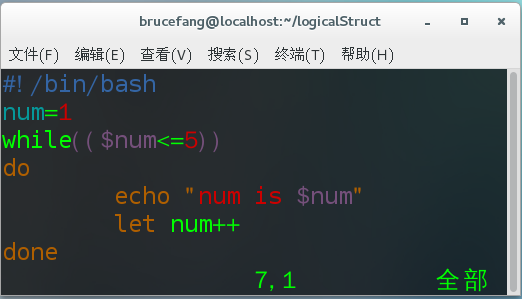 brucefang@localhost:~/logicalStruct
文件(F) 编辑(E) 查看(V) 搜索(S) 终端(T) 帮助(H)
#! /bin/bash
num=1
while(( $num<=5))
do
        echo "num is $num"
        let num++
done
7,1 全部